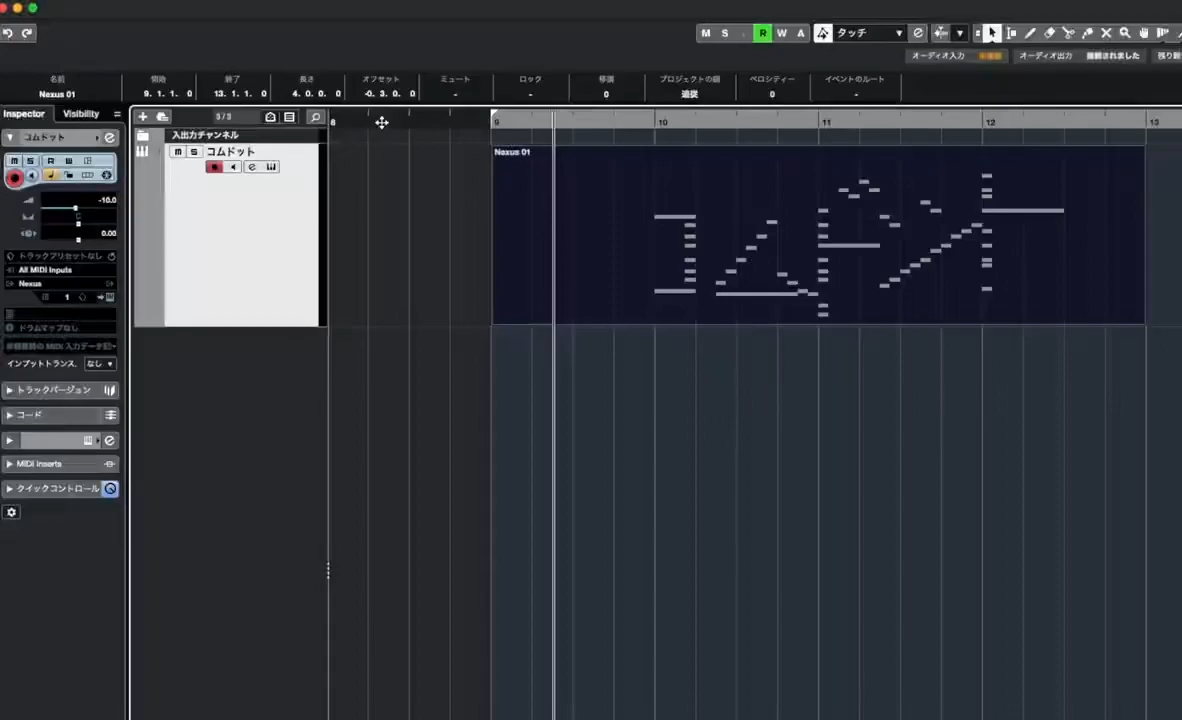 M S R W A タッチ
オーディオ入力 オーディオ出力 接続されました
名前 開始 終了 長さ オフセット ミュート ロック 移調 プロジェクトの値 ベロシティー イベントのルート
Nexus 01 9. 1. 1. 0 13. 1. 1. 0 4. 0. 0. 0 -0. 3. 0. 0 - - 0 追従 0 -
Inspector Visibility
3/3
8 9 10 11 12 13
コムドット
入出力チャンネル
m S コムドット
M S R W
Nexus 01
-10.0
C
0.00
トラックプリセットなし
All MIDI Inputs
Nexus
1
ドラムマップなし
インプットトランス. なし
トラックバージョン
コード
MIDI Inserts
クイックコントロール